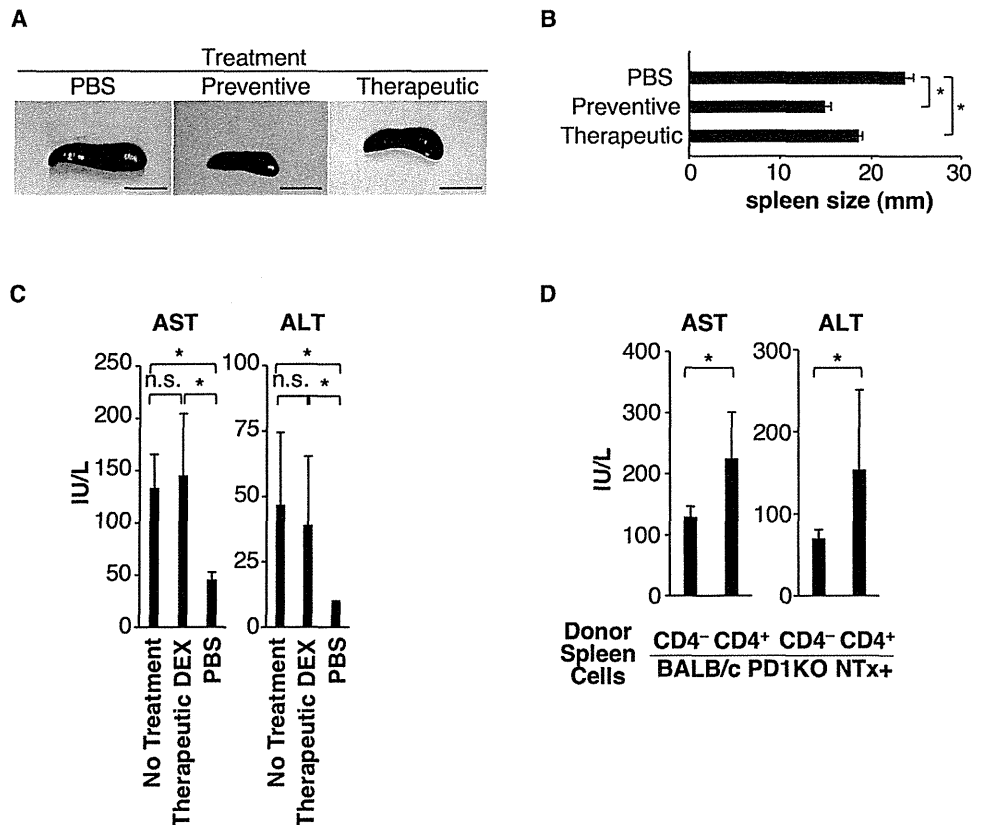 A
Treatment
PBS Preventive Therapeutic
B
PBS
Preventive
Therapeutic
*
*
0 10 20 30
spleen size (mm)
C
AST
ALT
250
200
150
100
50
0
IU/L
*
n.s. *
100
75
50
25
0
*
n.s. *
No Treatment
Therapeutic DEX
PBS
No Treatment
Therapeutic DEX
PBS
D
AST
ALT
400
300
200
100
0
IU/L
*
300
200
100
0
*
Donor
Spleen
Cells
CD4⁻ CD4⁺ CD4⁻ CD4⁺
BALB/c PD1KO NTx+